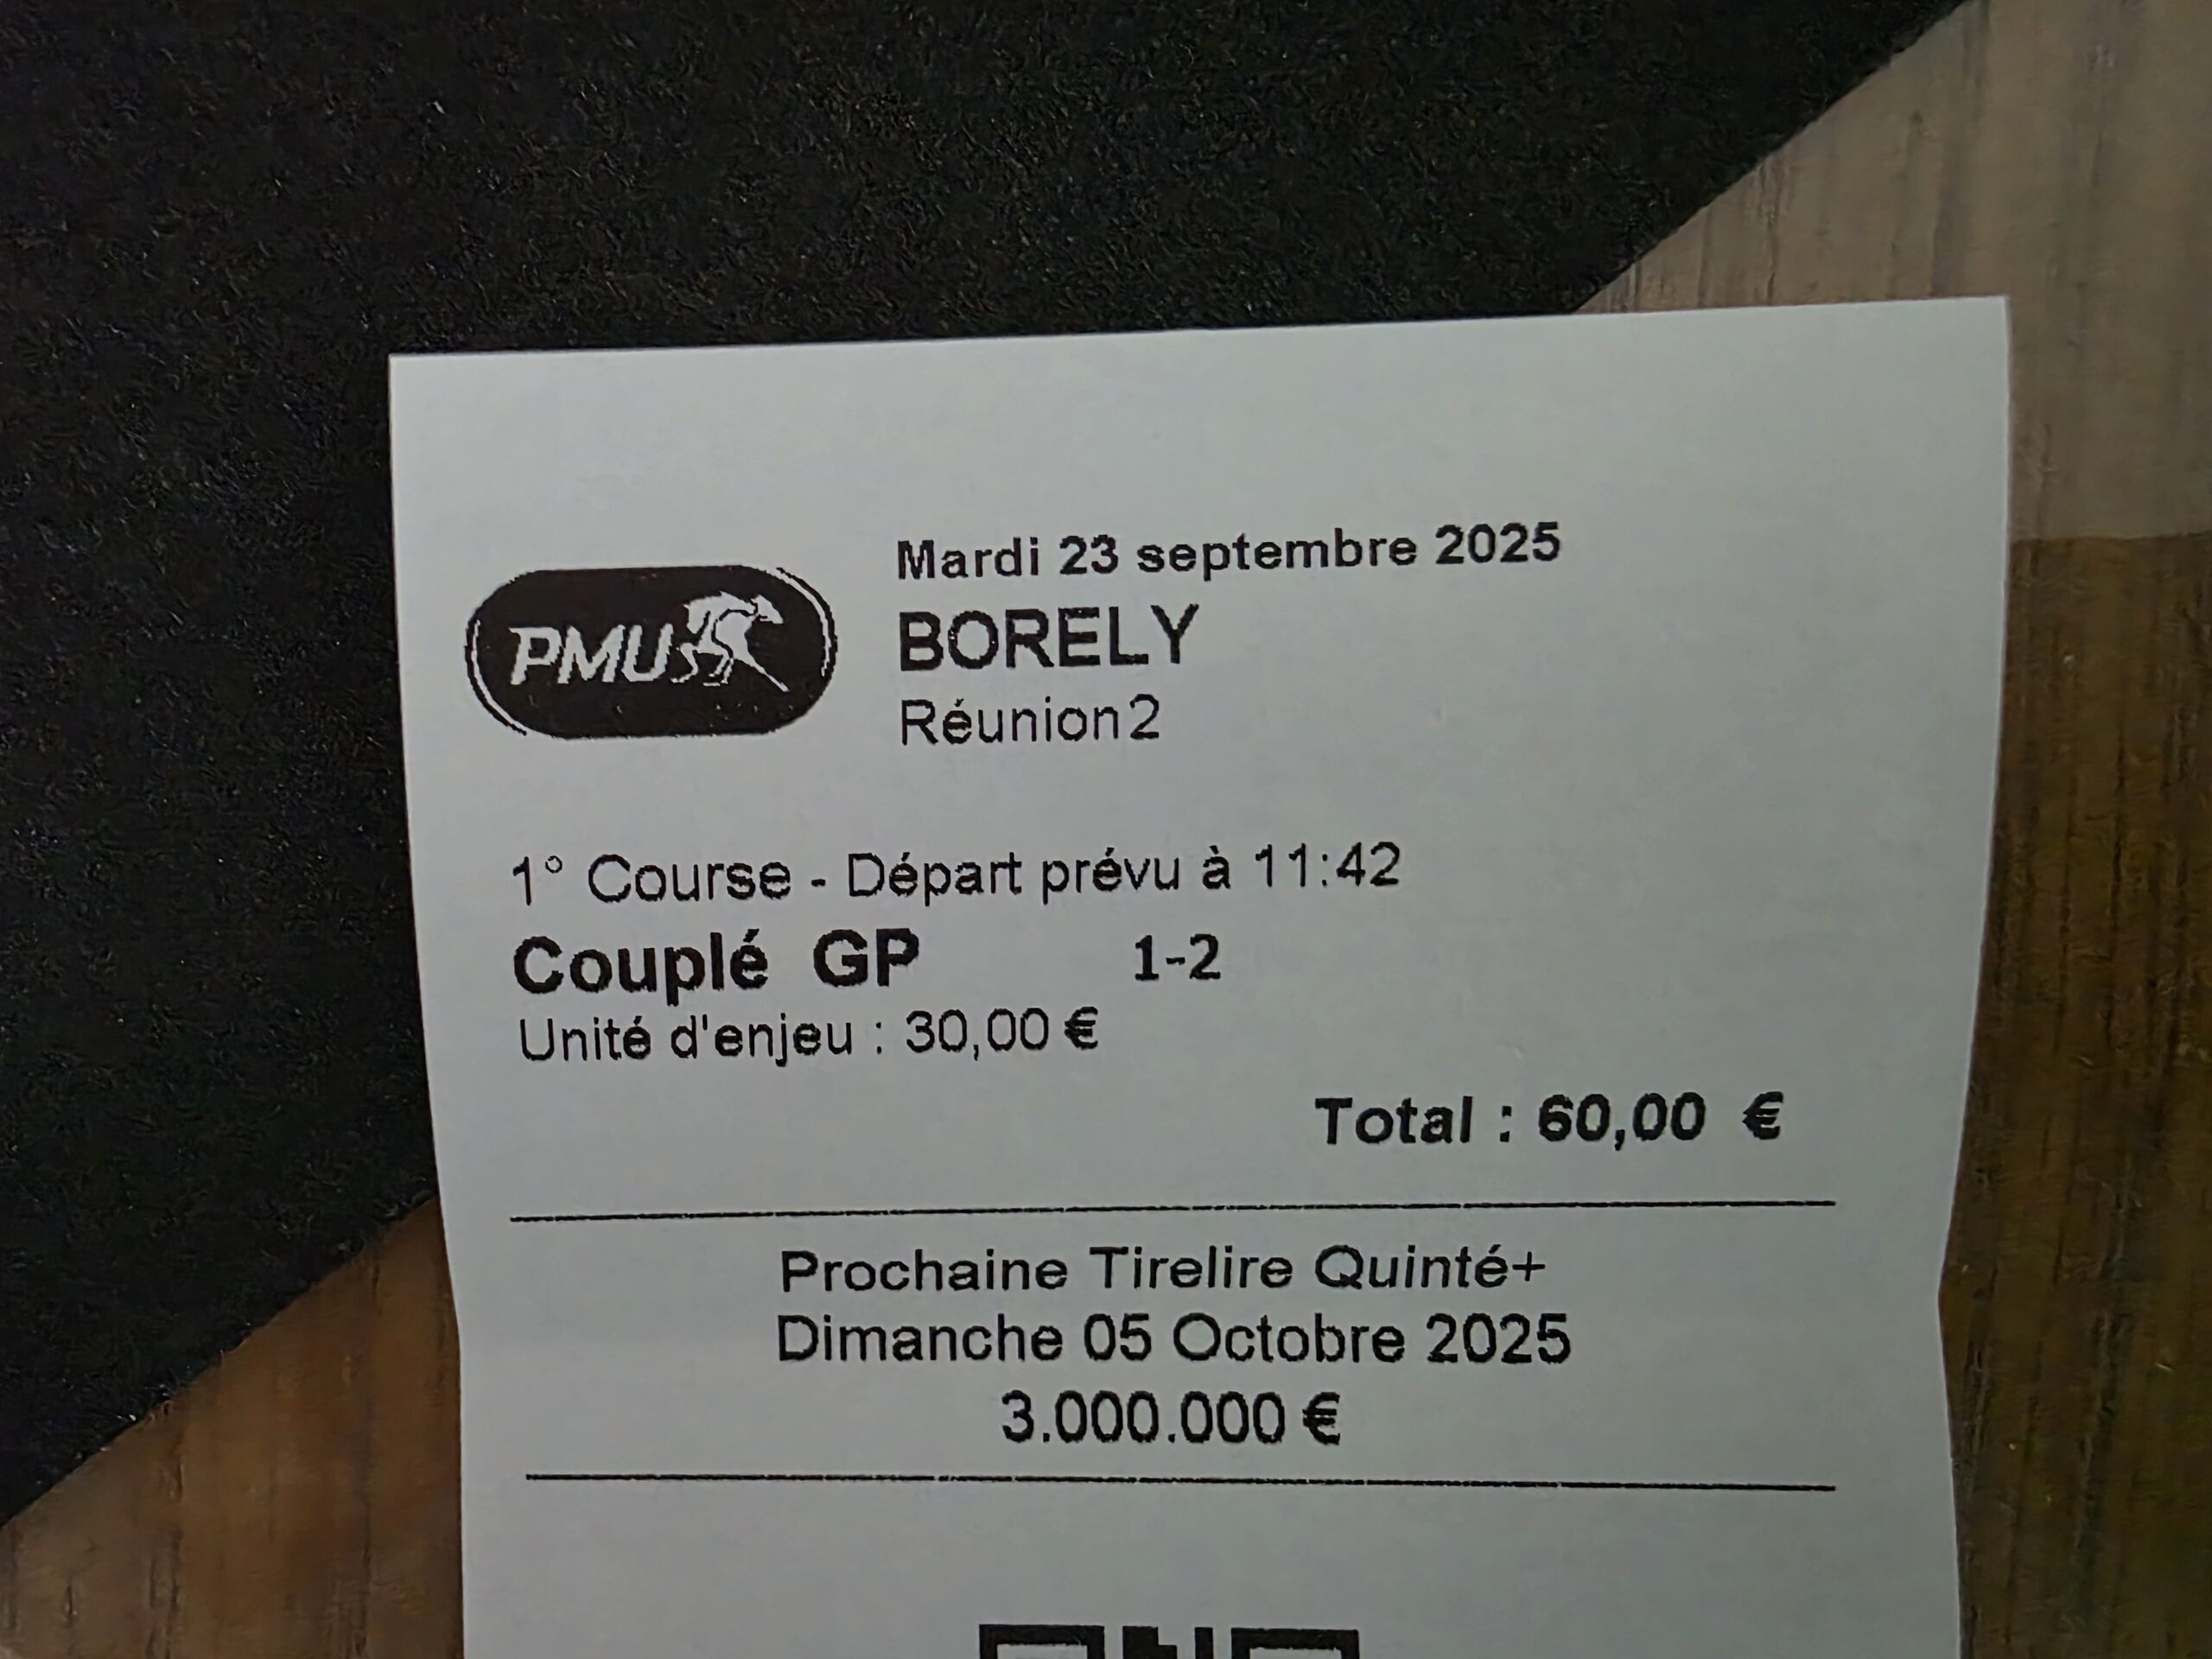 Mardi 23 septembre 2025
PMU
BORELY
Réunion2
1° Course - Départ prévu à 11:42
Couplé GP 1-2
Unité d'enjeu : 30,00 €
Total : 60,00 €
Prochaine Tirelire Quinté+
Dimanche 05 Octobre 2025
3.000.000 €